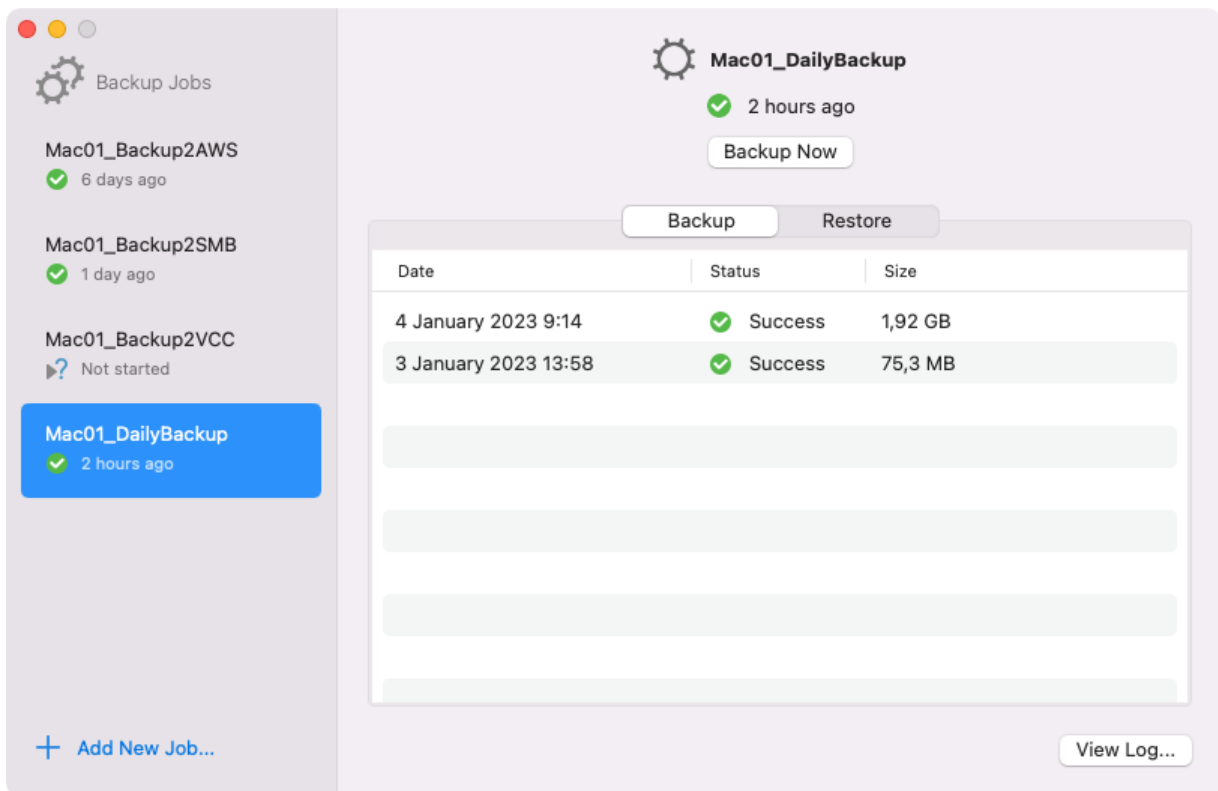 Backup Jobs
Mac01_Backup2AWS
6 days ago
Mac01_Backup2SMB
1 day ago
Mac01_Backup2VCC
Not started
Mac01_DailyBackup
2 hours ago
Add New Job...
Mac01_DailyBackup
2 hours ago
Backup Now
Backup Restore
Date Status Size
4 January 2023 9:14 Success 1,92 GB
3 January 2023 13:58 Success 75,3 MB
View Log...